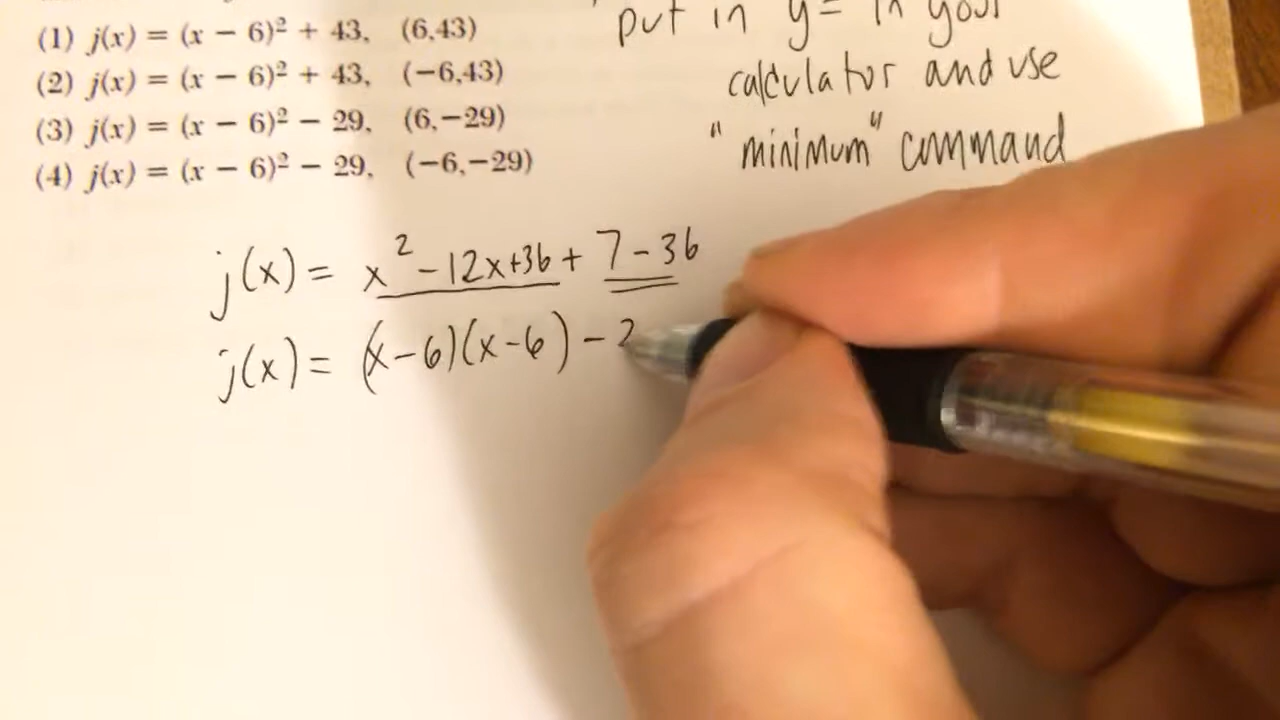 (1) j(x) = (x − 6)² + 43, (6,43)
(2) j(x) = (x − 6)² + 43, (−6,43)
(3) j(x) = (x − 6)² − 29, (6,−29)
(4) j(x) = (x − 6)² − 29, (−6,−29)
put in y= in your
calculator and use
"minimum" command
j(x) = x² −12x+36 + 7 − 36
j(x) = (x−6)(x−6) − 2